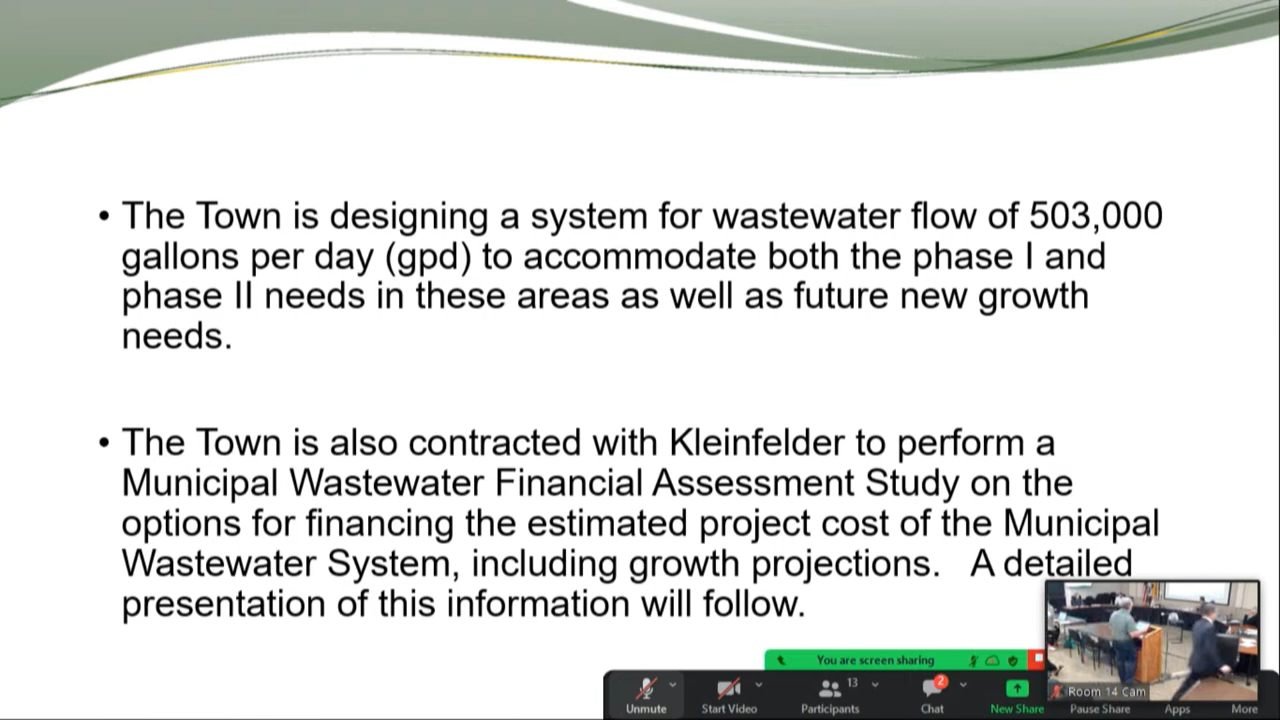 • The Town is designing a system for wastewater flow of 503,000
gallons per day (gpd) to accommodate both the phase I and
phase II needs in these areas as well as future new growth
needs.
• The Town is also contracted with Kleinfelder to perform a
Municipal Wastewater Financial Assessment Study on the
options for financing the estimated project cost of the Municipal
Wastewater System, including growth projections. A detailed
presentation of this information will follow.
You are screen sharing
Room 14 Cam
13
2
Unmute Start Video Participants Chat New Share Pause Share Apps More